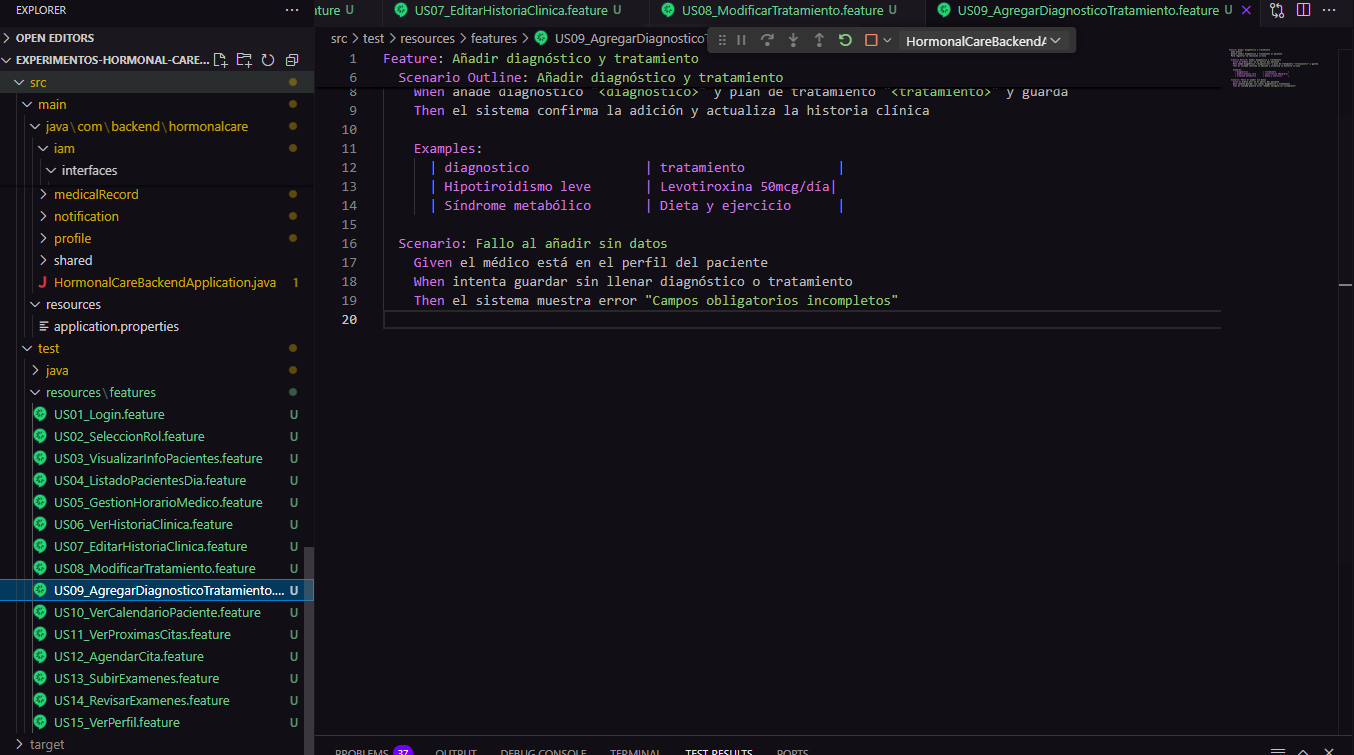 EXPLORER
OPEN EDITORS
EXPERIMENTOS-HORMONAL-CARE...
src
main
java\com\backend\hormonalcare
iam
interfaces
medicalRecord
notification
profile
shared
HormonalCareBackendApplication.java 1
resources
application.properties
test
java
resources\features
US01_Login.feature U
US02_SeleccionRol.feature U
US03_VisualizarInfoPacientes.feature U
US04_ListadoPacientesDia.feature U
US05_GestionHorarioMedico.feature U
US06_VerHistoriaClinica.feature U
US07_EditarHistoriaClinica.feature U
US08_ModificarTratamiento.feature U
US09_AgregarDiagnosticoTratamiento.... U
US10_VerCalendarioPaciente.feature U
US11_VerProximasCitas.feature U
US12_AgendarCita.feature U
US13_SubirExamenes.feature U
US14_RevisarExamenes.feature U
US15_VerPerfil.feature U
target
ature U
US07_EditarHistoriaClinica.feature U
US08_ModificarTratamiento.feature U
US09_AgregarDiagnosticoTratamiento.feature U
src > test > resources > features > US09_AgregarDiagnostico
HormonalCareBackendA
1 Feature: Añadir diagnóstico y tratamiento
6 Scenario Outline: Añadir diagnóstico y tratamiento
8 When añade diagnóstico "<diagnostico>" y plan de tratamiento "<tratamiento>" y guarda
9 Then el sistema confirma la adición y actualiza la historia clínica
10
11 Examples:
12 | diagnostico | tratamiento |
13 | Hipotiroidismo leve | Levotiroxina 50mcg/día|
14 | Síndrome metabólico | Dieta y ejercicio |
15
16 Scenario: Fallo al añadir sin datos
17 Given el médico está en el perfil del paciente
18 When intenta guardar sin llenar diagnóstico o tratamiento
19 Then el sistema muestra error "Campos obligatorios incompletos"
20
PROBLEMS 37 OUTPUT DEBUG CONSOLE TERMINAL TEST RESULTS PORTS